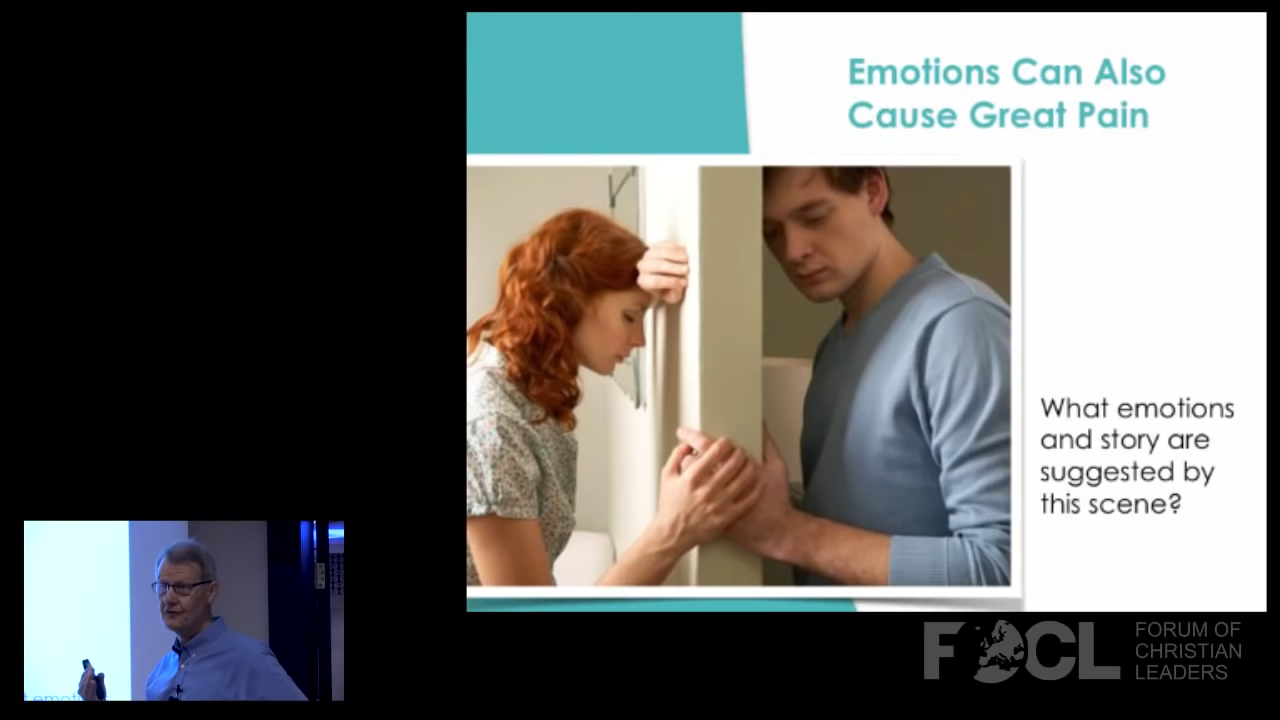 Emotions Can Also
Cause Great Pain
What emotions
and story are
suggested by
this scene?
FOCL
FORUM OF
CHRISTIAN
LEADERS